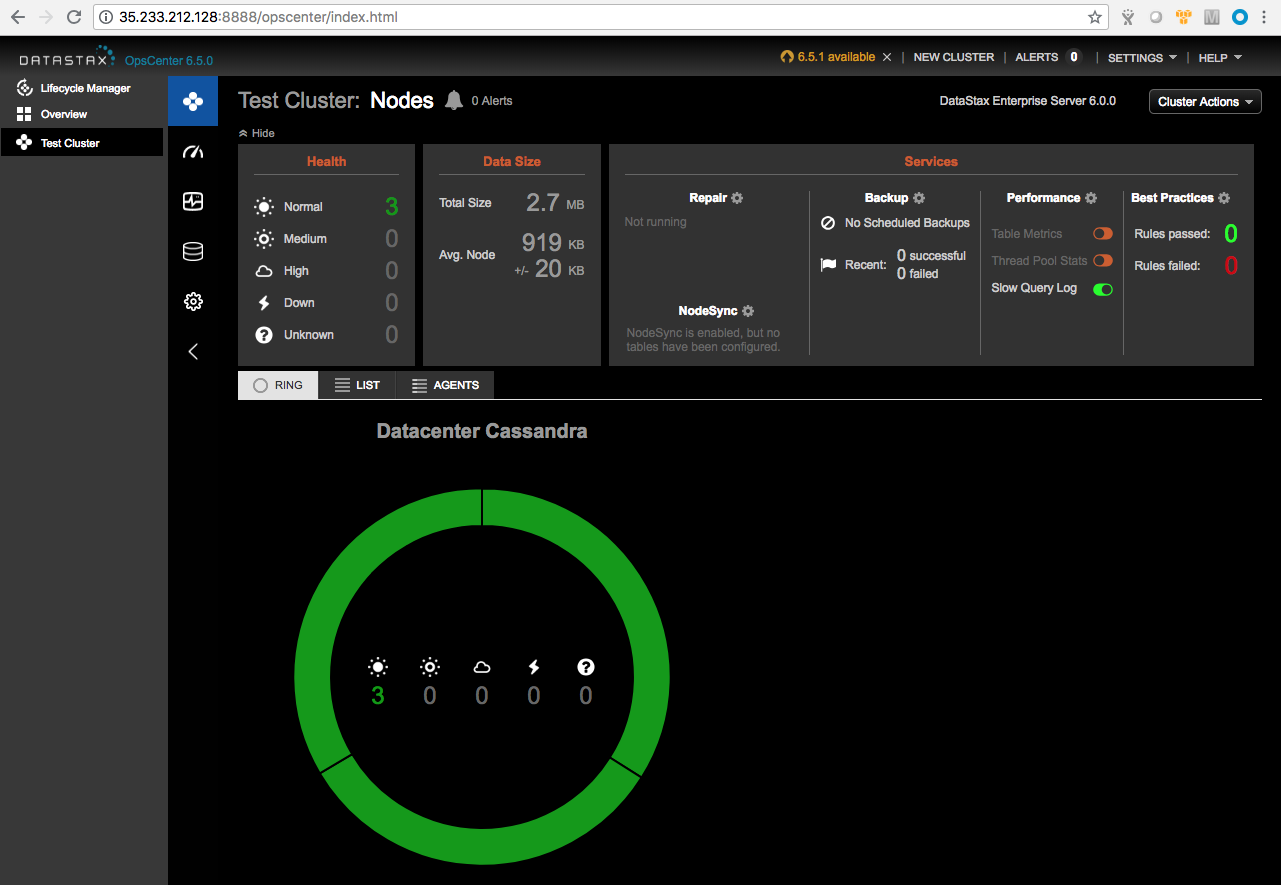 35.233.212.128:8888/opscenter/index.html
DATASTAX OpsCenter 6.5.0
6.5.1 available
NEW CLUSTER
ALERTS 0
SETTINGS
HELP
Lifecycle Manager
Overview
Test Cluster
Test Cluster: Nodes 0 Alerts
DataStax Enterprise Server 6.0.0
Cluster Actions
Hide
Health
Normal 3
Medium 0
High 0
Down 0
Unknown 0
Data Size
Total Size 2.7 MB
Avg. Node 919 KB
+/- 20 KB
Services
Repair
Not running
NodeSync
NodeSync is enabled, but no
tables have been configured.
Backup
No Scheduled Backups
Recent: 0 successful
0 failed
Performance
Table Metrics
Thread Pool Stats
Slow Query Log
Best Practices
Rules passed: 0
Rules failed: 0
RING
LIST
AGENTS
Datacenter Cassandra
3 0 0 0 0